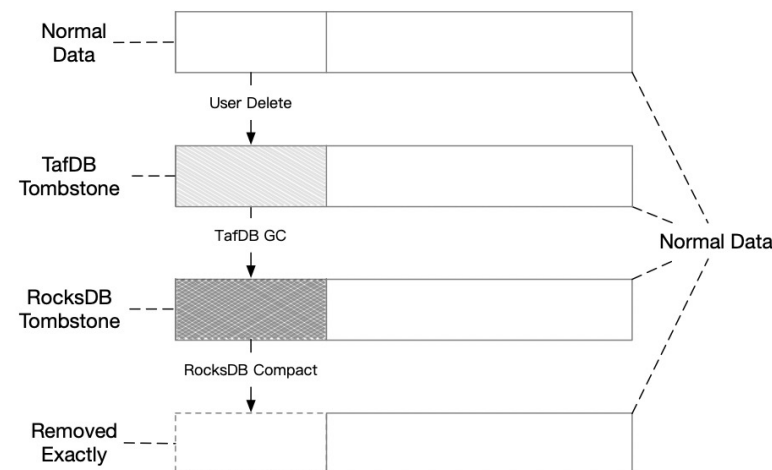 Normal
Data
User Delete
TafDB
Tombstone
TafDB GC
Normal Data
RocksDB
Tombstone
RocksDB Compact
Removed
Exactly